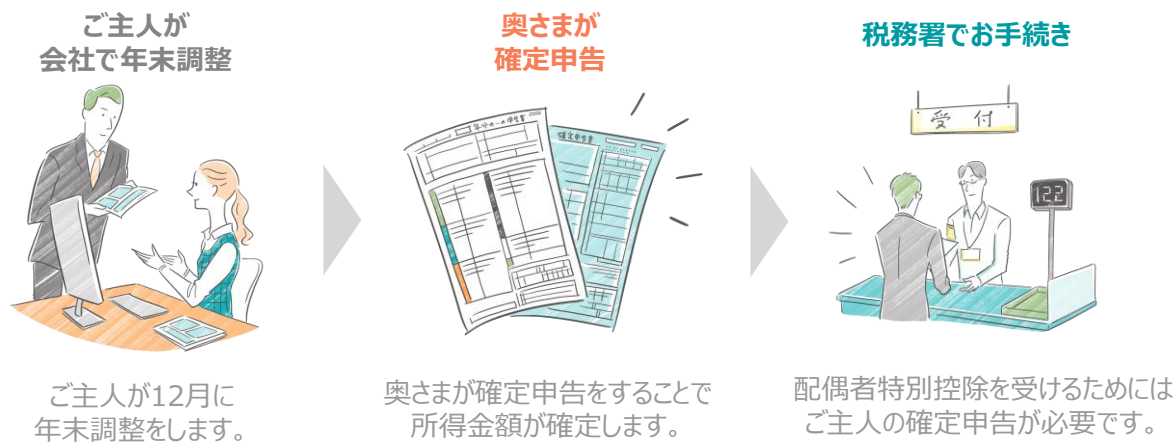 ご主人が
会社で年末調整
奥さまが
確定申告
税務署でお手続き
受付
確定申告書
122
ご主人が12月に
年末調整をします。
奥さまが確定申告をすることで
所得金額が確定します。
配偶者特別控除を受けるためには
ご主人の確定申告が必要です。